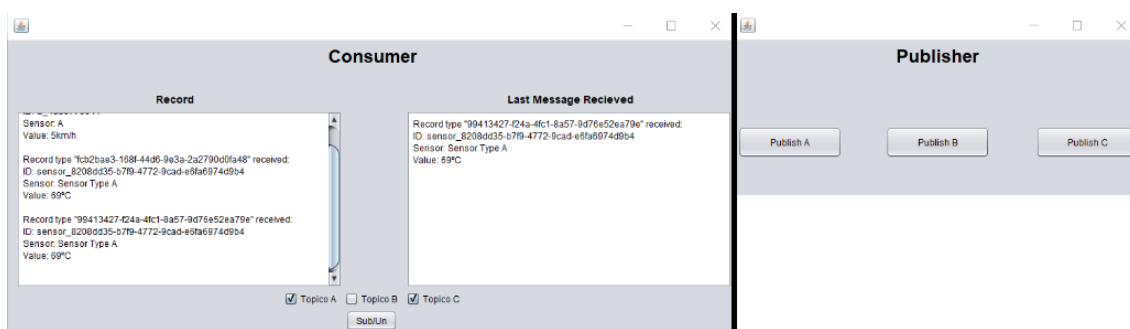 Consumer
Record
Sensor: A
Value: 5km/h
Record type "fcb2bae3-168f-44d6-9e3a-2a2790d0fa48" received:
ID: sensor_8208dd35-b7f9-4772-9cad-e6fa6974d9b4
Sensor: Sensor Type A
Value: 69ºC
Record type "99413427-f24a-4fc1-8a57-9d76e52ea79e" received:
ID: sensor_8208dd35-b7f9-4772-9cad-e6fa6974d9b4
Sensor: Sensor Type A
Value: 69ºC
Last Message Recieved
Record type "99413427-f24a-4fc1-8a57-9d76e52ea79e" received:
ID: sensor_8208dd35-b7f9-4772-9cad-e6fa6974d9b4
Sensor: Sensor Type A
Value: 69ºC
Topico A Topico B Topico C
Sub/Un
Publisher
Publish A Publish B Publish C